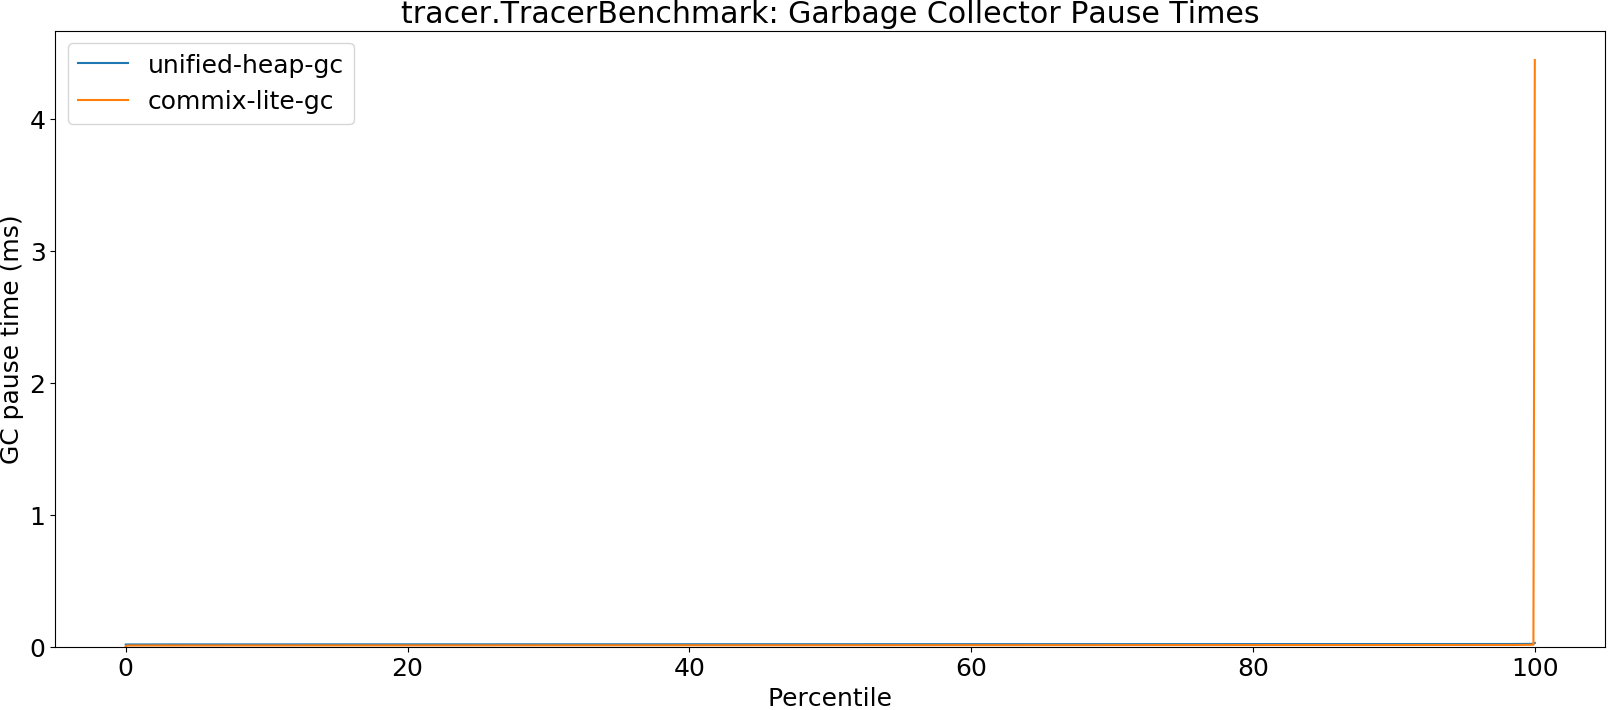 tracer.TracerBenchmark: Garbage Collector Pause Times
unified-heap-gc
commix-lite-gc
GC pause time (ms)
4
3
2
1
0
0 20 40 60 80 100
Percentile